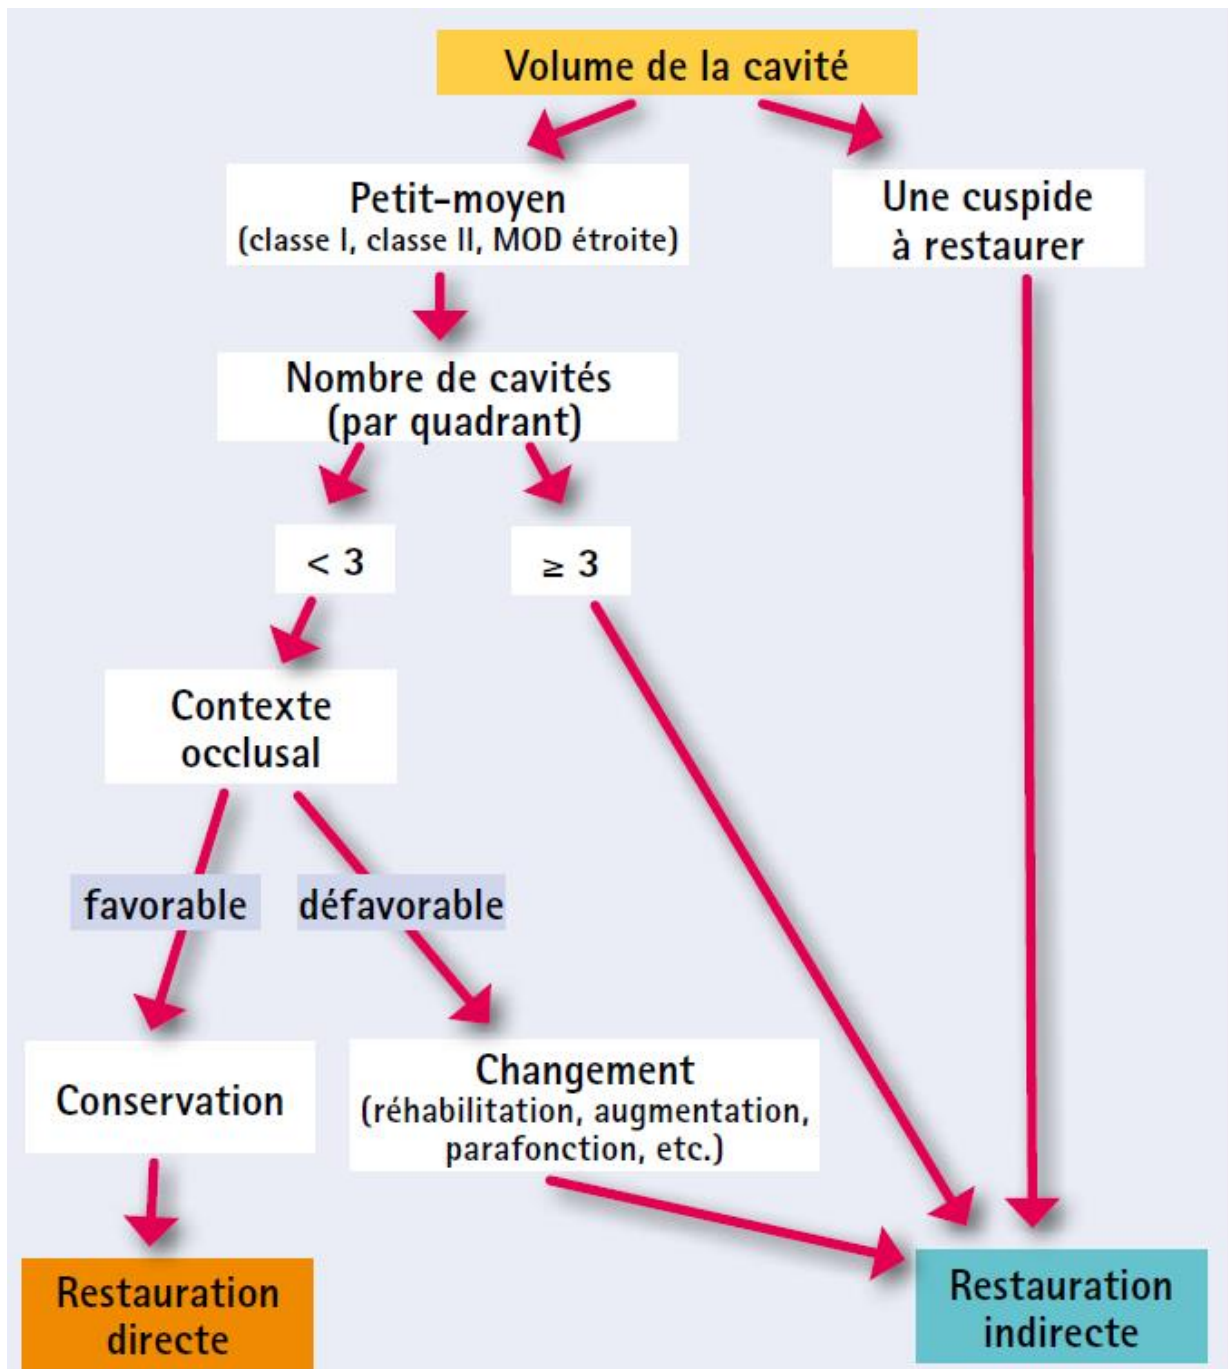 Volume de la cavité
Petit-moyen
(classe I, classe II, MOD étroite)
Une cuspide
à restaurer
Nombre de cavités
(par quadrant)
< 3
≥ 3
Contexte
occlusal
favorable
défavorable
Conservation
Changement
(réhabilitation, augmentation,
parafonction, etc.)
Restauration
directe
Restauration
indirecte